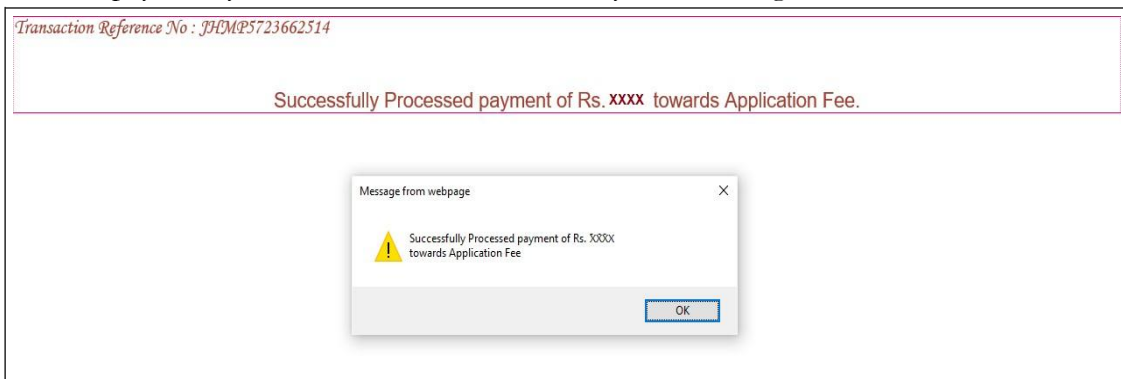 Transaction Reference No : JHMP5723662514
Successfully Processed payment of Rs. xxxx towards Application Fee.
Message from webpage
Successfully Processed payment of Rs. XXXX
towards Application Fee
OK